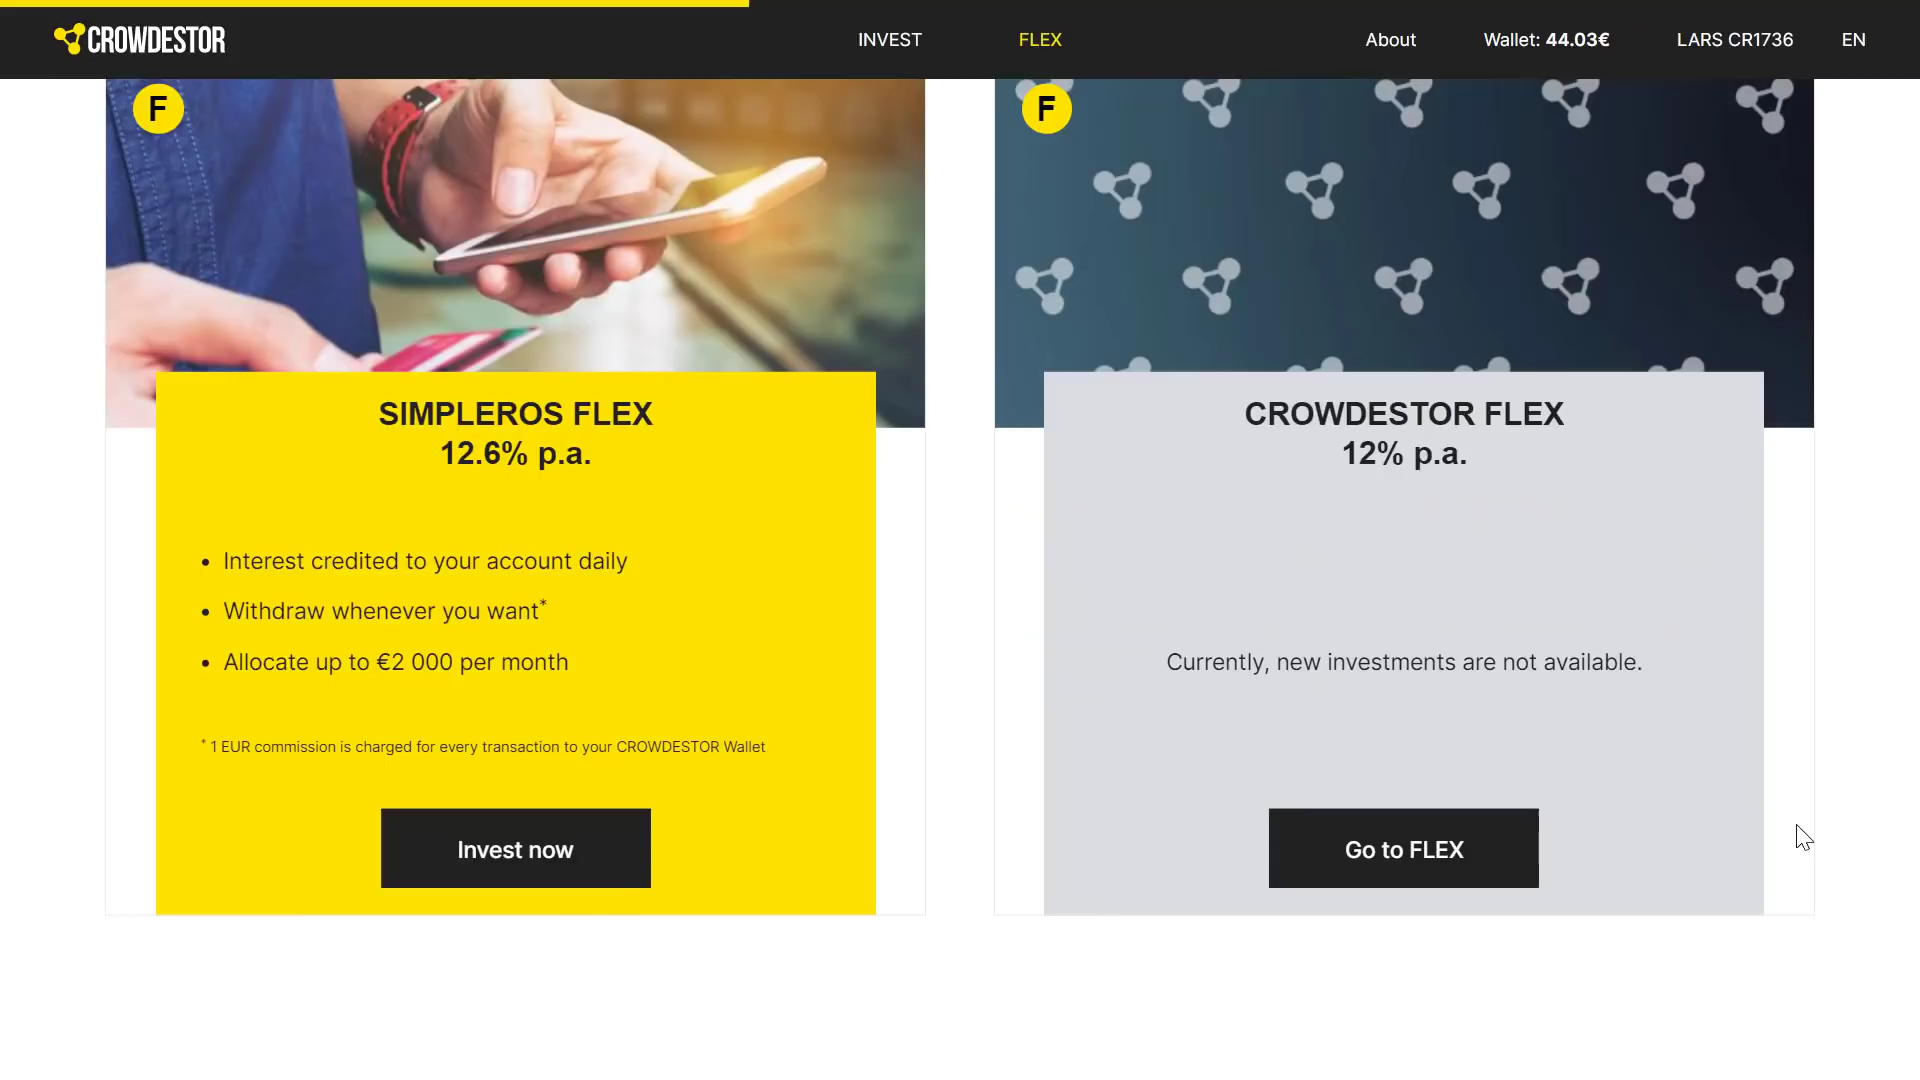 CROWDESTOR
INVEST
FLEX
About
Wallet: 44.03€
LARS CR1736
EN
F
SIMPLEROS FLEX
12.6% p.a.
• Interest credited to your account daily
• Withdraw whenever you want*
• Allocate up to €2 000 per month
* 1 EUR commission is charged for every transaction to your CROWDESTOR Wallet
Invest now
F
CROWDESTOR FLEX
12% p.a.
Currently, new investments are not available.
Go to FLEX